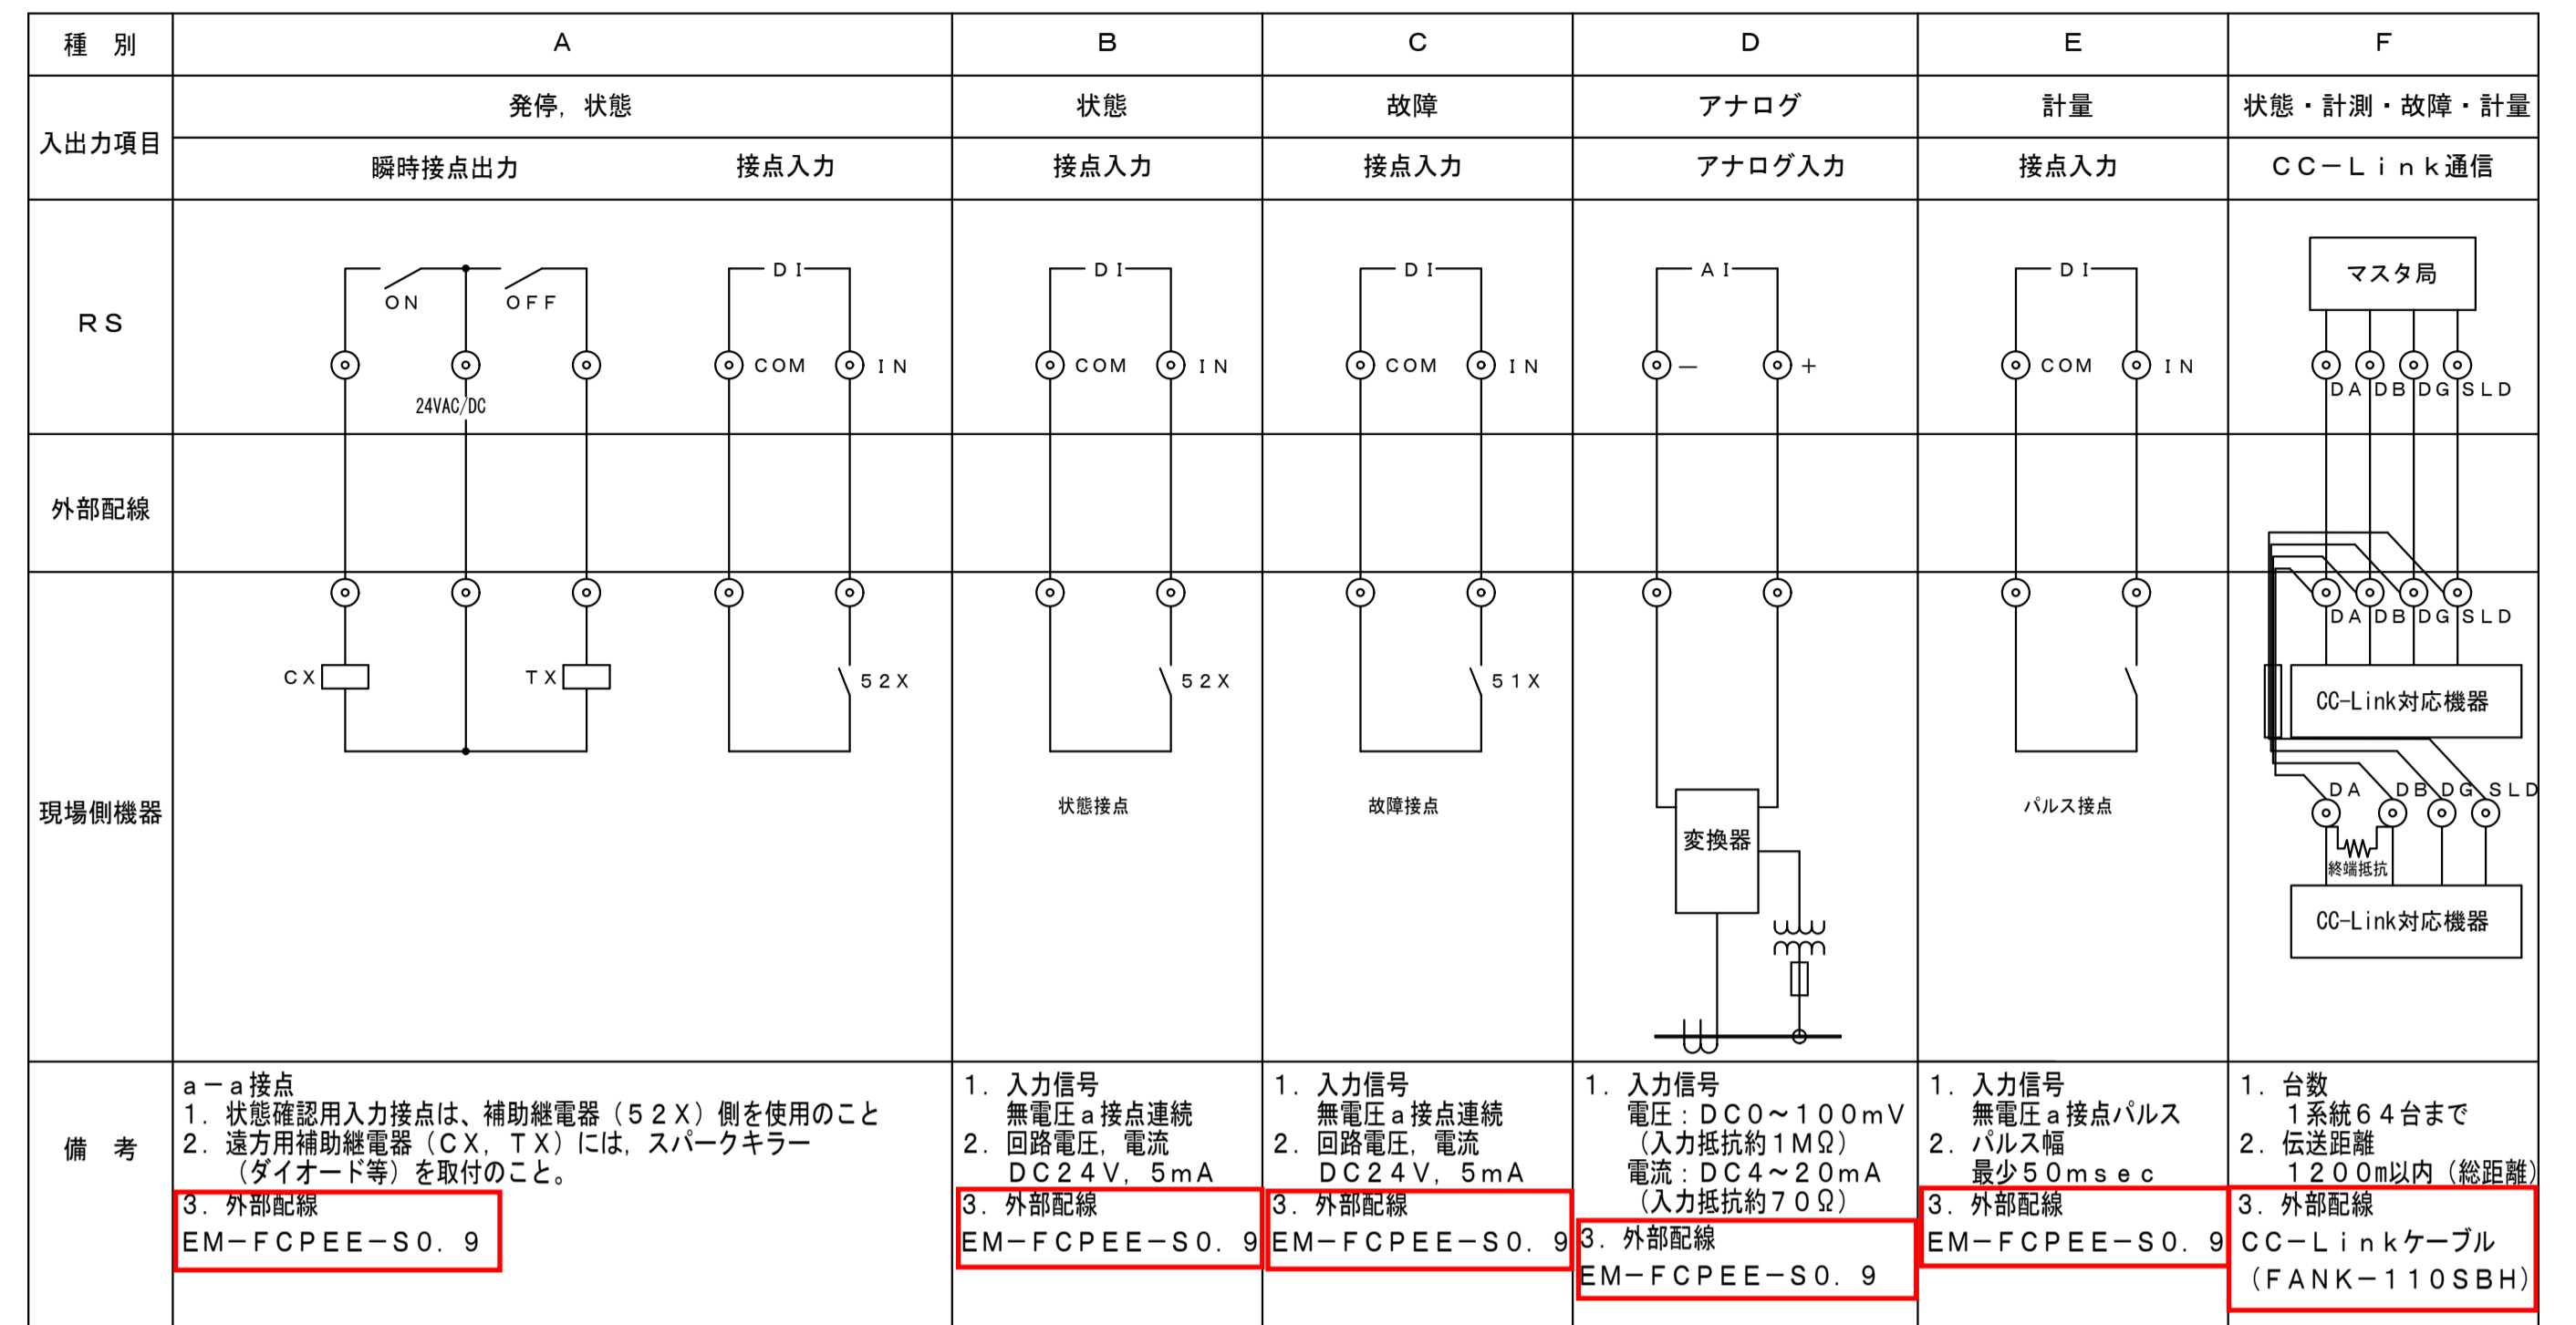 種　別　A　B　C　D　E　F
入出力項目
発停，状態　状態　故障　アナログ　計量　状態・計測・故障・計量
瞬時接点出力　接点入力　接点入力　接点入力　アナログ入力　接点入力　ＣＣ－Ｌｉｎｋ通信
ＲＳ
マスタ局
ＤＩ　ＤＩ　ＤＩ　ＡＩ　ＤＩ
ＯＮ　ＯＦＦ
ＣＯＭ　ＩＮ　ＣＯＭ　ＩＮ　ＣＯＭ　ＩＮ　－　＋　ＣＯＭ　ＩＮ
ＤＡ　ＤＢ　ＤＧ　ＳＬＤ
24VAC/DC
外部配線
現場側機器
ＤＡ　ＤＢ　ＤＧ　ＳＬＤ
ＣＸ　ＴＸ　５２Ｘ　５２Ｘ　５１Ｘ
CC-Link対応機器
ＤＡ　ＤＢ　ＤＧ　ＳＬＤ
状態接点　故障接点　パルス接点
変換器
終端抵抗
CC-Link対応機器
備　考
ａ－ａ接点
１．状態確認用入力接点は、補助継電器（５２Ｘ）側を使用のこと
２．遠方用補助継電器（ＣＸ，ＴＸ）には，スパークキラー
（ダイオード等）を取付のこと。
３．外部配線
ＥＭ－ＦＣＰＥＥ－Ｓ０．９
１．入力信号
無電圧ａ接点連続
２．回路電圧，電流
ＤＣ２４Ｖ，５ｍＡ
３．外部配線
ＥＭ－ＦＣＰＥＥ－Ｓ０．９
１．入力信号
無電圧ａ接点連続
２．回路電圧，電流
ＤＣ２４Ｖ，５ｍＡ
３．外部配線
ＥＭ－ＦＣＰＥＥ－Ｓ０．９
１．入力信号
電圧：ＤＣ０～１００ｍＶ
（入力抵抗約１ＭΩ）
電流：ＤＣ４～２０ｍＡ
（入力抵抗約７０Ω）
３．外部配線
ＥＭ－ＦＣＰＥＥ－Ｓ０．９
１．入力信号
無電圧ａ接点パルス
２．パルス幅
最少５０ｍｓｅｃ
３．外部配線
ＥＭ－ＦＣＰＥＥ－Ｓ０．９
１．台数
１系統６４台まで
２．伝送距離
１２００ｍ以内（総距離）
３．外部配線
ＣＣ－Ｌｉｎｋケーブル
（ＦＡＮＫ－１１０ＳＢＨ）